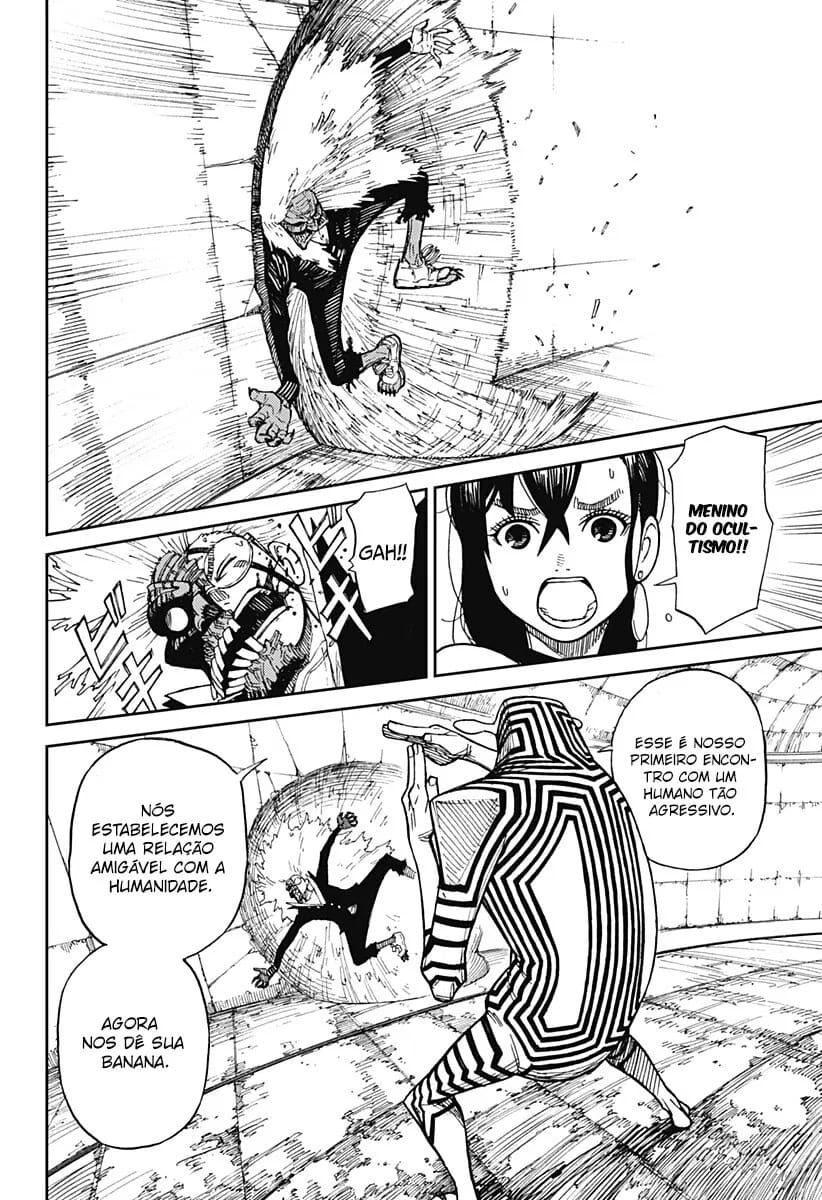 MENINO
DO OCUL-
TISMO!!
GAH!!
ESSE É NOSSO
PRIMEIRO ENCON-
TRO COM UM
HUMANO TÃO
AGRESSIVO.
NÓS
ESTABELECEMOS
UMA RELAÇÃO
AMIGÁVEL COM A
HUMANIDADE.
AGORA
NOS DÊ SUA
BANANA.